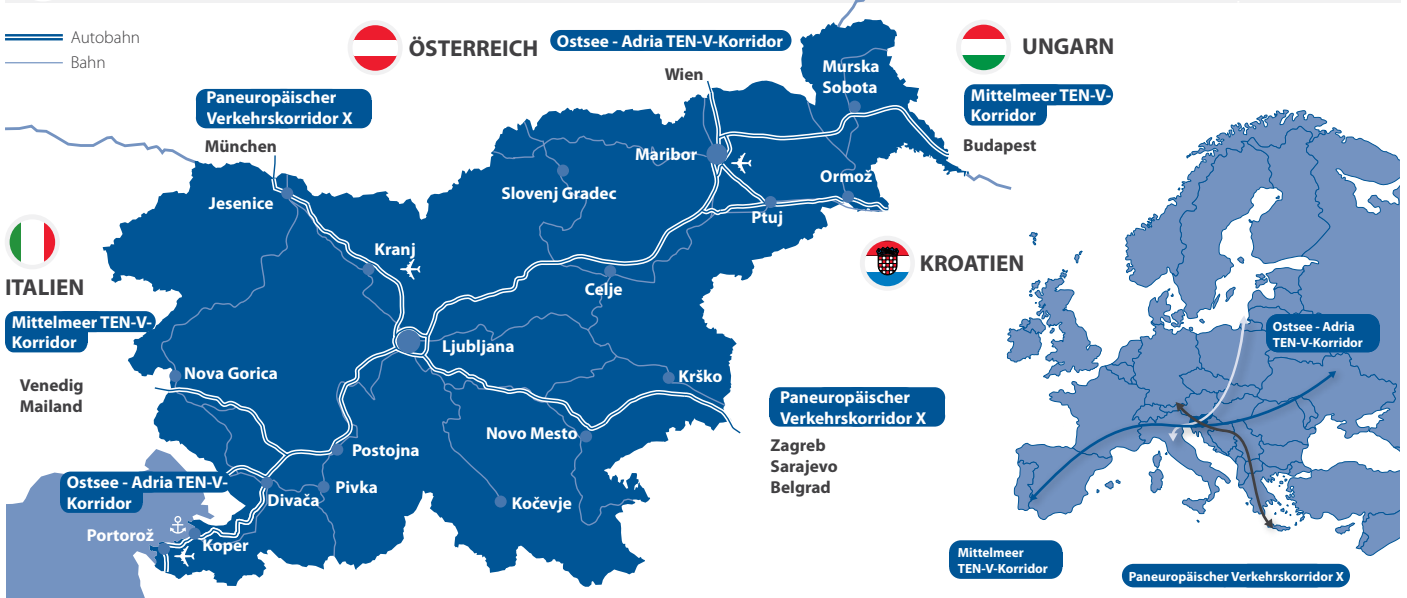 Autobahn
Bahn
ÖSTERREICH
Ostsee - Adria TEN-V-Korridor
UNGARN
Wien
Murska
Sobota
Mittelmeer TEN-V-
Korridor
Budapest
Paneuropäischer
Verkehrskorridor X
München
Maribor
Slovenj Gradec
Ormož
Ptuj
Jesenice
Kranj
KROATIEN
Celje
ITALIEN
Mittelmeer TEN-V-
Korridor
Venedig
Mailand
Ljubljana
Nova Gorica
Krško
Paneuropäischer
Verkehrskorridor X
Zagreb
Sarajevo
Belgrad
Novo Mesto
Postojna
Pivka
Divača
Kočevje
Ostsee - Adria TEN-V-
Korridor
Portorož
Koper
Ostsee - Adria
TEN-V-Korridor
Mittelmeer
TEN-V-Korridor
Paneuropäischer Verkehrskorridor X